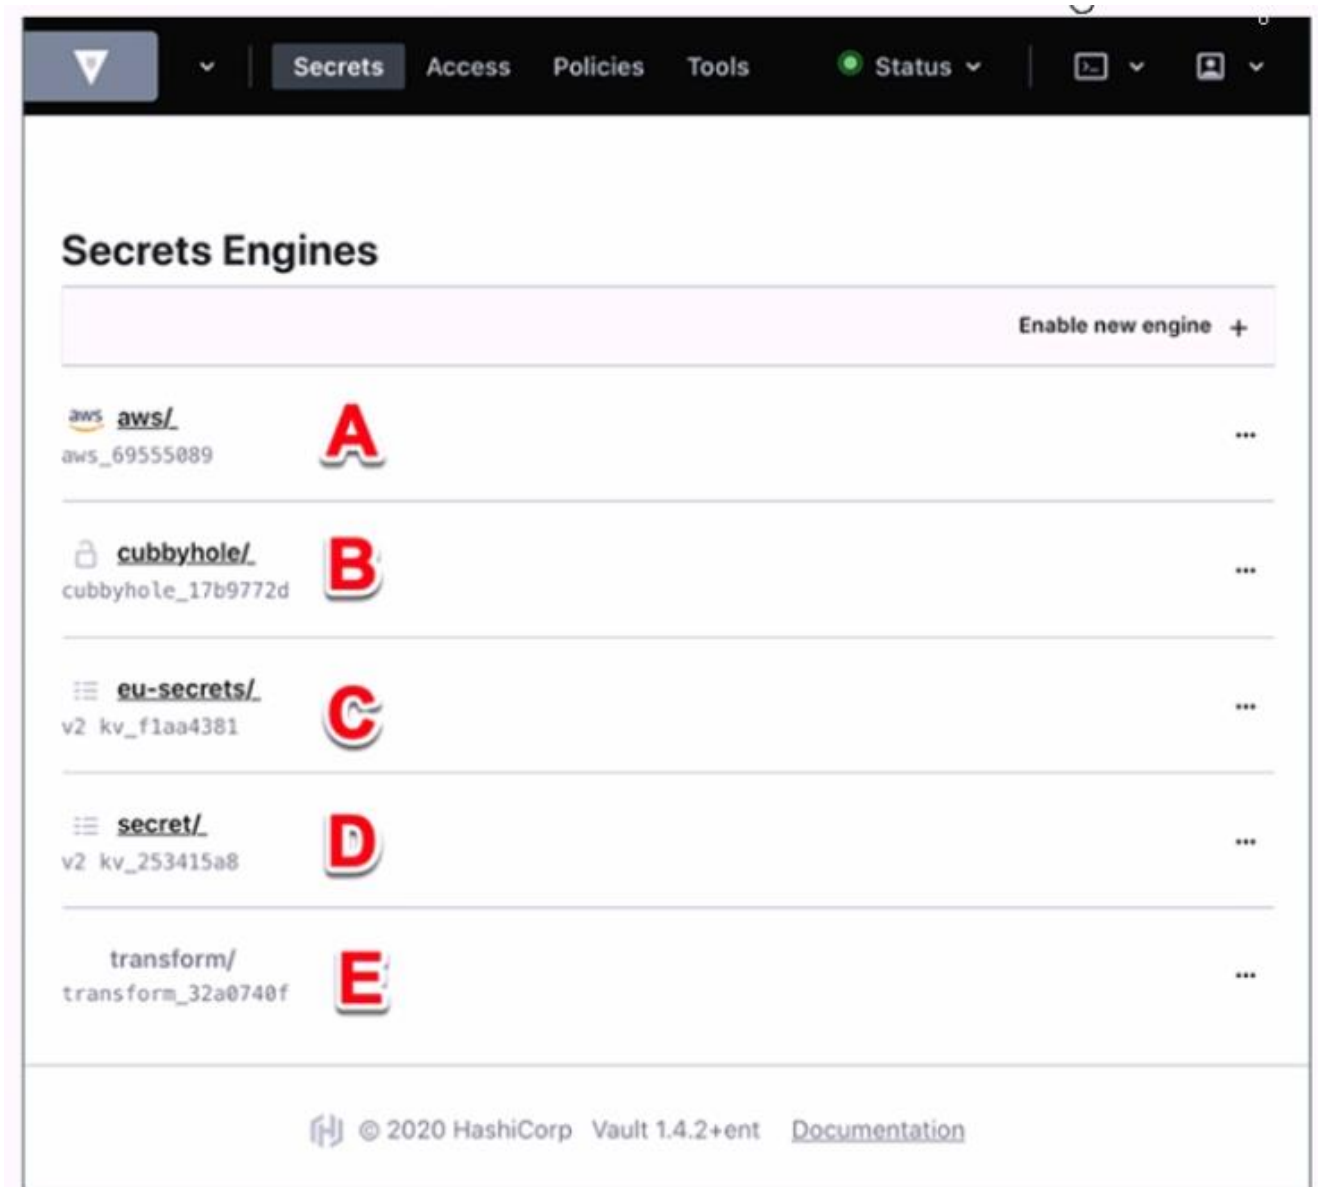 Secrets Access Policies Tools Status
Secrets Engines
Enable new engine +
aws aws/ A
aws_69555089
cubbyhole/ B
cubbyhole_17b9772d
eu-secrets/ C
v2 kv_f1aa4381
secret/ D
v2 kv_253415a8
transform/ E
transform_32a0740f
© 2020 HashiCorp Vault 1.4.2+ent Documentation